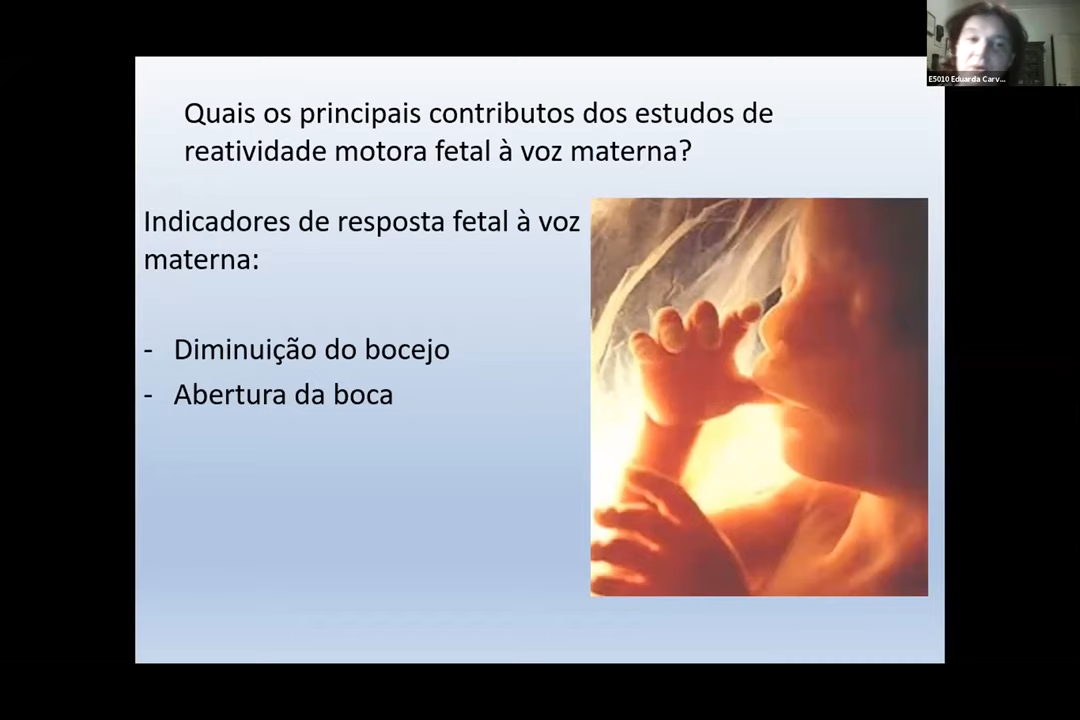 Quais os principais contributos dos estudos de
reatividade motora fetal à voz materna?
Indicadores de resposta fetal à voz
materna:
- Diminuição do bocejo
- Abertura da boca
E5010 Eduarda Carv...